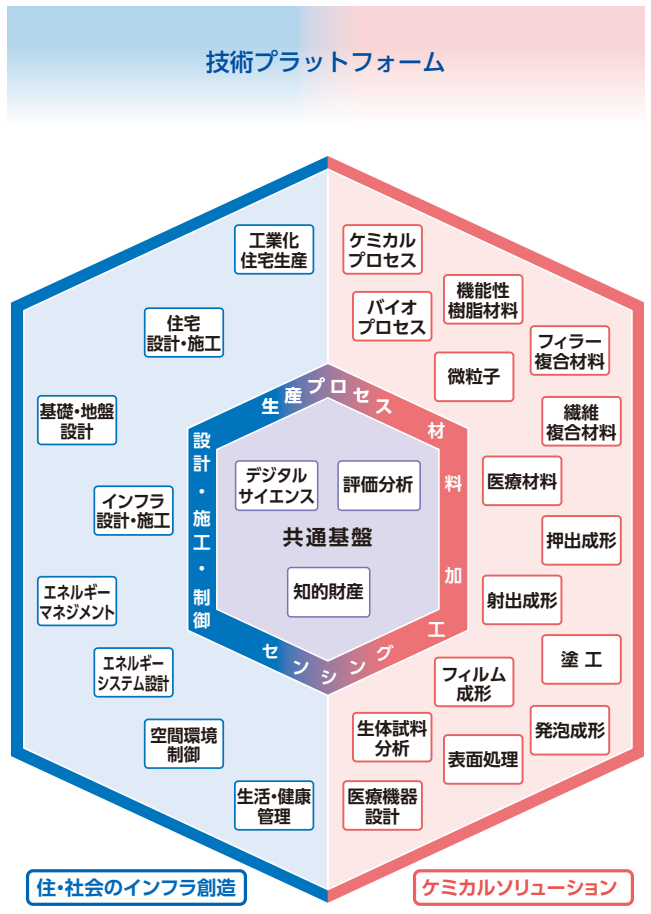 技術プラットフォーム
工業化
住宅生産
住宅
設計・施工
基礎・地盤
設計
インフラ
設計・施工
エネルギー
マネジメント
エネルギー
システム設計
空間環境
制御
生活・健康
管理
ケミカル
プロセス
バイオ
プロセス
機能性
樹脂材料
微粒子
フィラー
複合材料
繊維
複合材料
医療材料
押出成形
射出成形
塗工
フィルム
成形
発泡成形
生体試料
分析
表面処理
医療機器
設計
生産プロセス
設計・施工・制御
材料
加工
センシング
デジタル
サイエンス
評価分析
共通基盤
知的財産
住・社会のインフラ創造
ケミカルソリューション